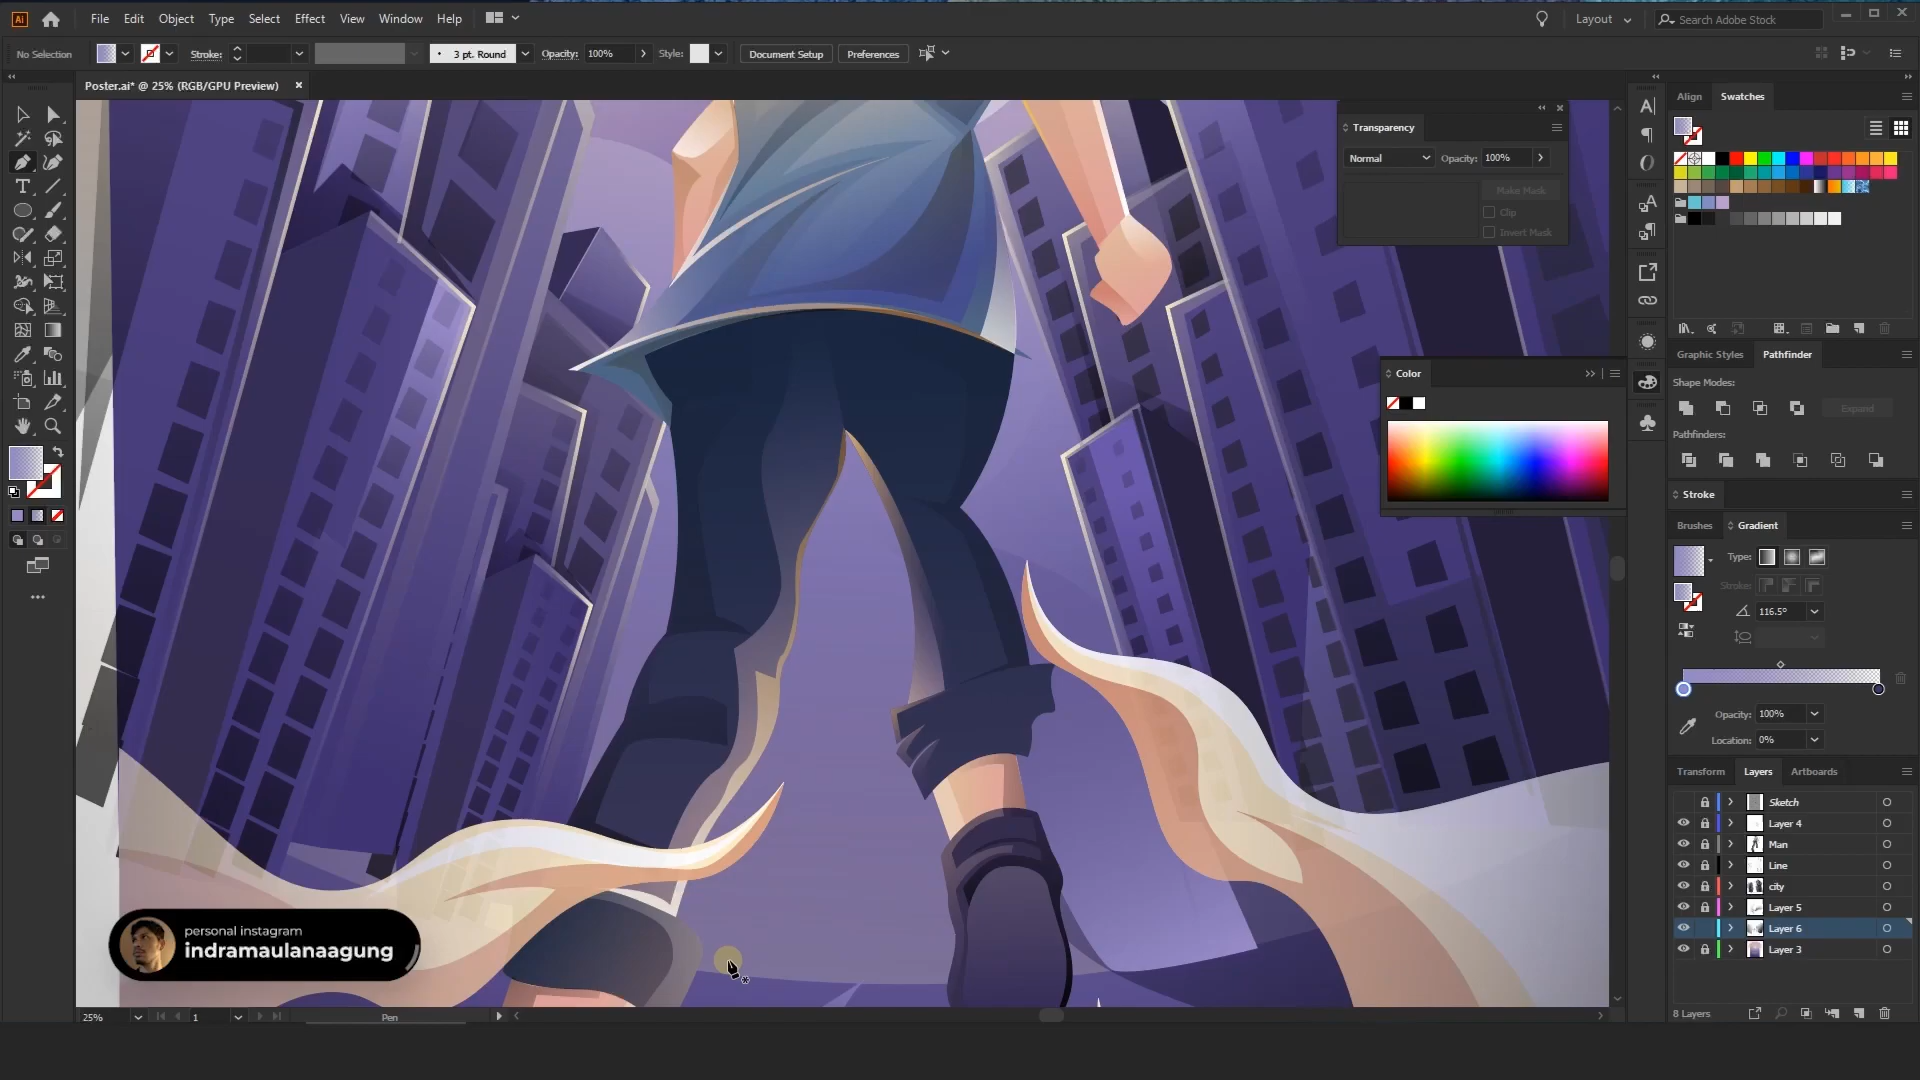 Ai File Edit Object Type Select Effect View Window Help Layout Search Adobe Stock
No Selection Stroke: 3 pt. Round Opacity: 100% Style: Document Setup Preferences
Poster.ai* @ 25% (RGB/GPU Preview)
Align Swatches
Transparency
Normal Opacity: 100%
Make Mask
Clip
Invert Mask
Graphic Styles Pathfinder
Color
Shape Modes:
Expand
Pathfinders:
Stroke
Brushes Gradient
Type:
Stroke:
116.5°
Opacity: 100%
Location: 0%
Transform Layers Artboards
Sketch
Layer 4
Man
Line
city
Layer 5
Layer 6
Layer 3
personal instagram
indramaulanaagung
25% 1 Pen
8 Layers